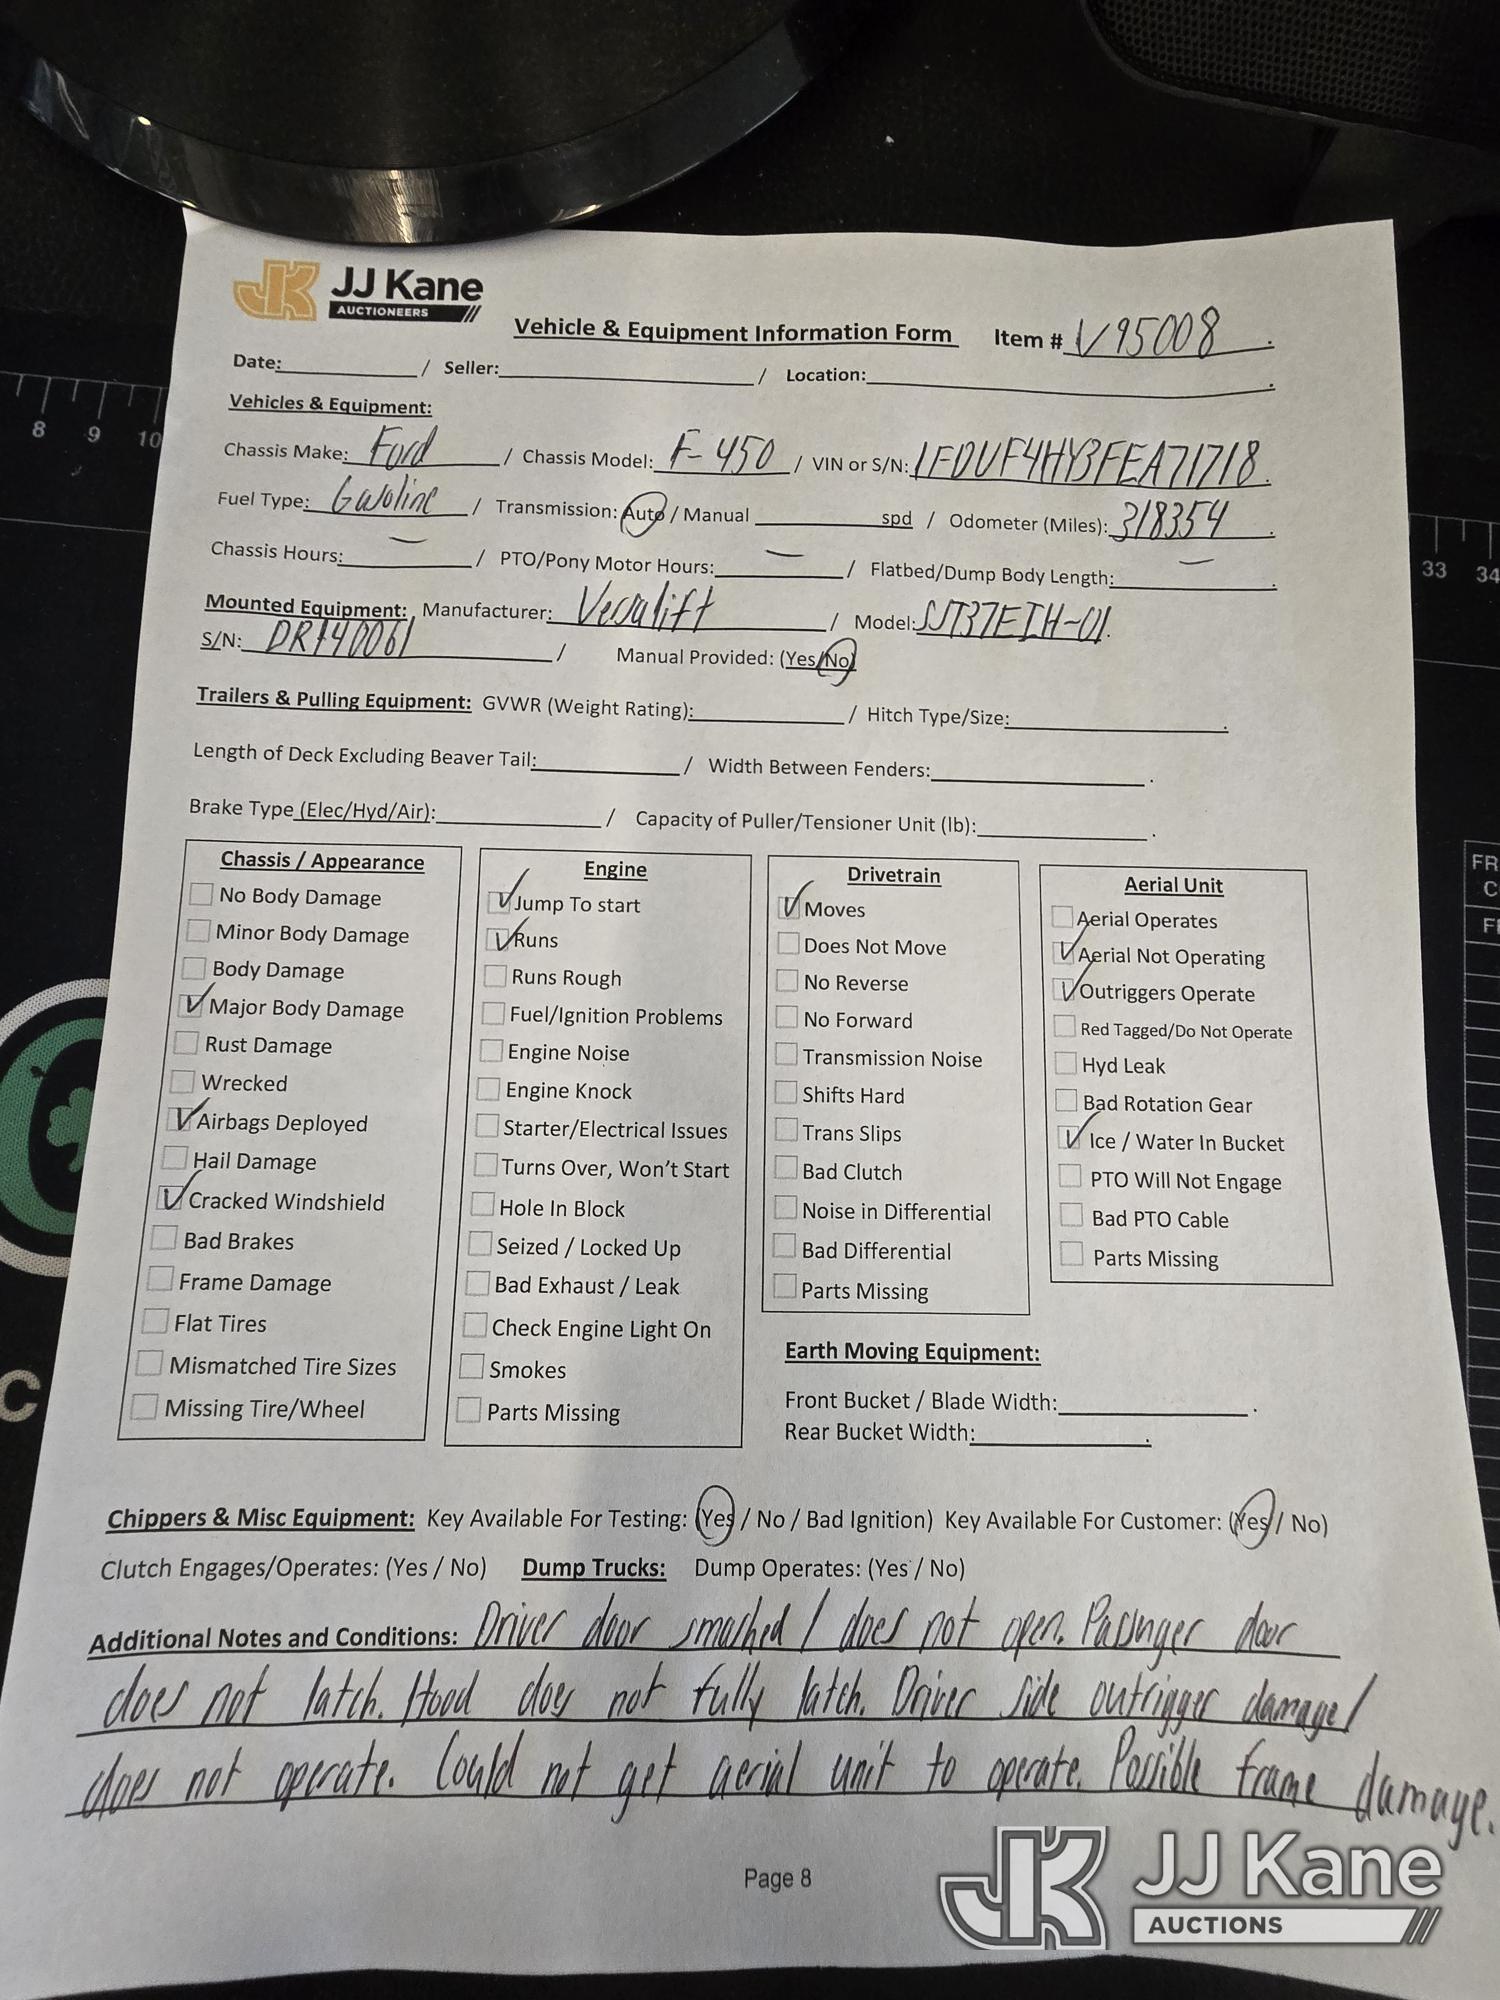 JJ Kane
AUCTIONEERS
Vehicle & Equipment Information Form Item # V95008.
Date: / Seller: / Location: .
Vehicles & Equipment:
Chassis Make: Ford / Chassis Model: F-450 / VIN or S/N: 1FDUF4HY3FEA71718.
Fuel Type: Gasoline / Transmission: Auto / Manual spd / Odometer (Miles): 318354.
Chassis Hours: — / PTO/Pony Motor Hours: — / Flatbed/Dump Body Length: — .
Mounted Equipment: Manufacturer: Versalift / Model:
S/N: / Manual Provided: (Yes/No)
Trailers & Pulling Equipment: GVWR (Weight Rating): / Hitch Type/Size: .
Length of Deck Excluding Beaver Tail: / Width Between Fenders: .
Brake Type (Elec/Hyd/Air): / Capacity of Puller/Tensioner Unit (lb): .
Chassis / Appearance
No Body Damage
Minor Body Damage
Body Damage
Major Body Damage
Rust Damage
Wrecked
Airbags Deployed
Hail Damage
Cracked Windshield
Bad Brakes
Frame Damage
Flat Tires
Mismatched Tire Sizes
Missing Tire/Wheel
Engine
Jump To start
Runs
Runs Rough
Fuel/Ignition Problems
Engine Noise
Engine Knock
Starter/Electrical Issues
Turns Over, Won't Start
Hole In Block
Seized / Locked Up
Bad Exhaust / Leak
Check Engine Light On
Smokes
Parts Missing
Drivetrain
Moves
Does Not Move
No Reverse
No Forward
Transmission Noise
Shifts Hard
Trans Slips
Bad Clutch
Noise in Differential
Bad Differential
Parts Missing
Aerial Unit
Aerial Operates
Aerial Not Operating
Outriggers Operate
Red Tagged/Do Not Operate
Hyd Leak
Bad Rotation Gear
Ice / Water In Bucket
PTO Will Not Engage
Bad PTO Cable
Parts Missing
Earth Moving Equipment:
Front Bucket / Blade Width: .
Rear Bucket Width: .
Chippers & Misc Equipment: Key Available For Testing: (Yes / No / Bad Ignition) Key Available For Customer: (Yes / No)
Clutch Engages/Operates: (Yes / No) Dump Trucks: Dump Operates: (Yes / No)
Additional Notes and Conditions: Driver door smashed / does not open. Passenger door
does not latch. Hood does not fully latch. Driver side outrigger damage/
does not operate. Could not get aerial unit to operate. Possible frame damage.
Page 8
JJ Kane
AUCTIONS
8 9 10
33 34
FR
C